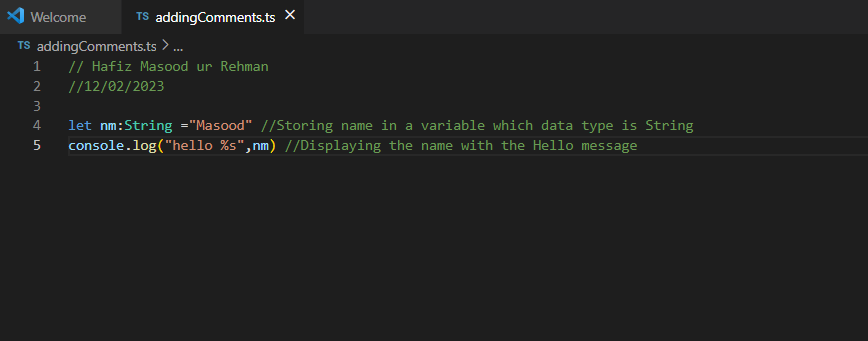 Welcome
TS addingComments.ts ✕
TS addingComments.ts > ...
1 // Hafiz Masood ur Rehman
2 //12/02/2023
3
4 let nm:String ="Masood" //Storing name in a variable which data type is String
5 console.log("hello %s",nm) //Displaying the name with the Hello message